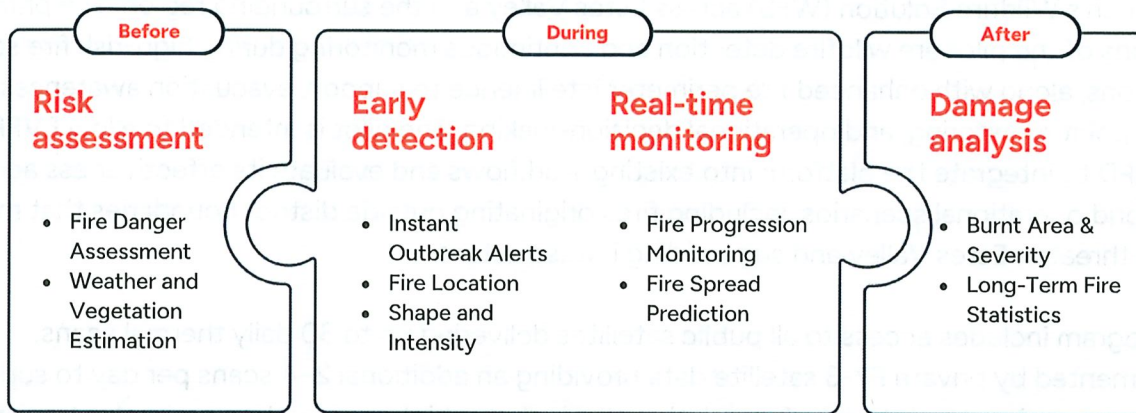 Before
During
After
Risk
assessment
Early
detection
Real-time
monitoring
Damage
analysis
• Fire Danger
Assessment
• Weather and
Vegetation
Estimation
• Instant
Outbreak Alerts
• Fire Location
• Shape and
Intensity
• Fire Progression
Monitoring
• Fire Spread
Prediction
• Burnt Area &
Severity
• Long-Term Fire
Statistics